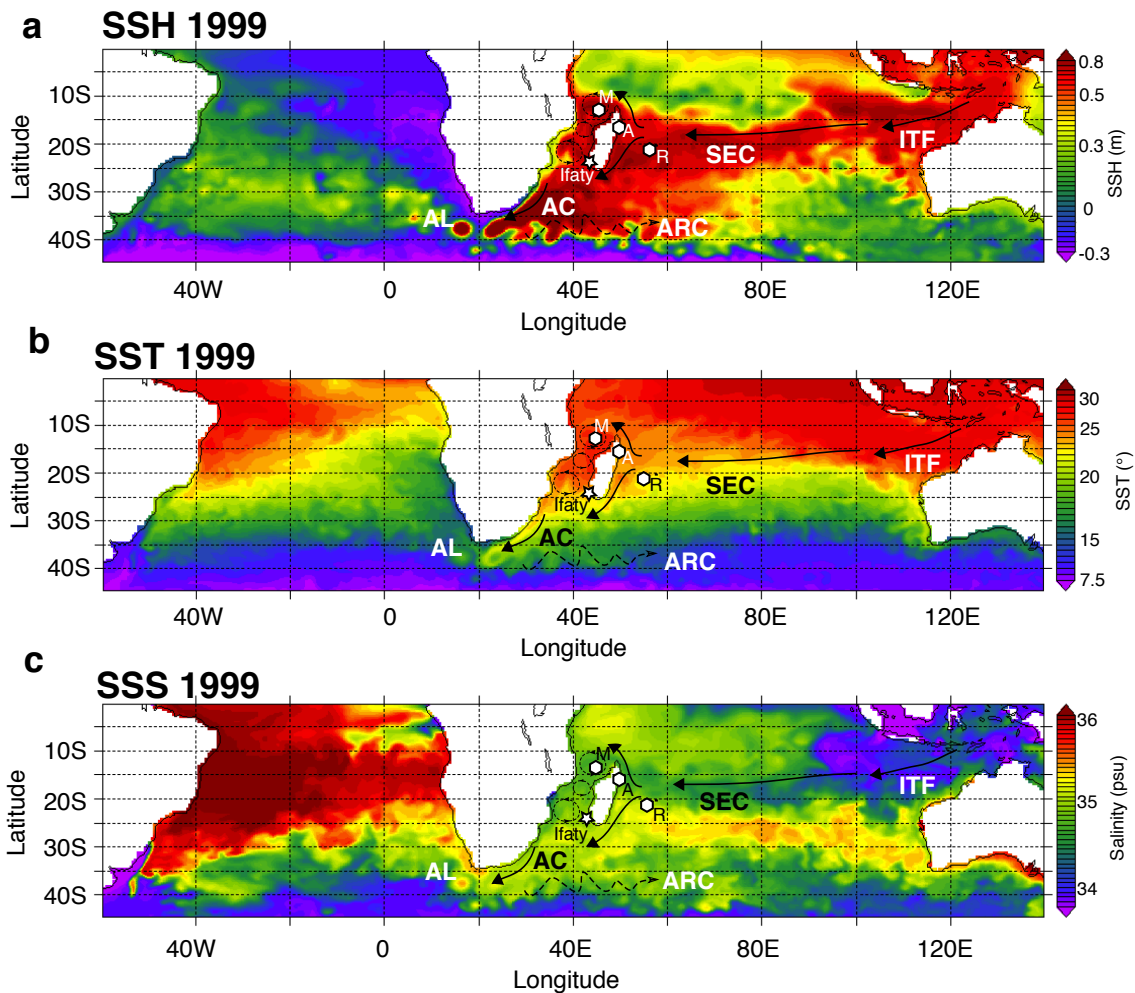 a
SSH 1999
Latitude
10S
20S
30S
40S
M
A
R
Ifaty
SEC
ITF
AL
AC
ARC
40W
0
40E
80E
120E
Longitude
0.8
0.5
0.3
0
-0.3
SSH (m)
b
SST 1999
Latitude
10S
20S
30S
40S
M
A
R
Ifaty
SEC
ITF
AL
AC
ARC
40W
0
40E
80E
120E
Longitude
30
25
20
15
7.5
SST (°)
c
SSS 1999
Latitude
10S
20S
30S
40S
M
A
R
Ifaty
SEC
ITF
AL
AC
ARC
40W
0
40E
80E
120E
Longitude
36
35
34
Salinity (psu)